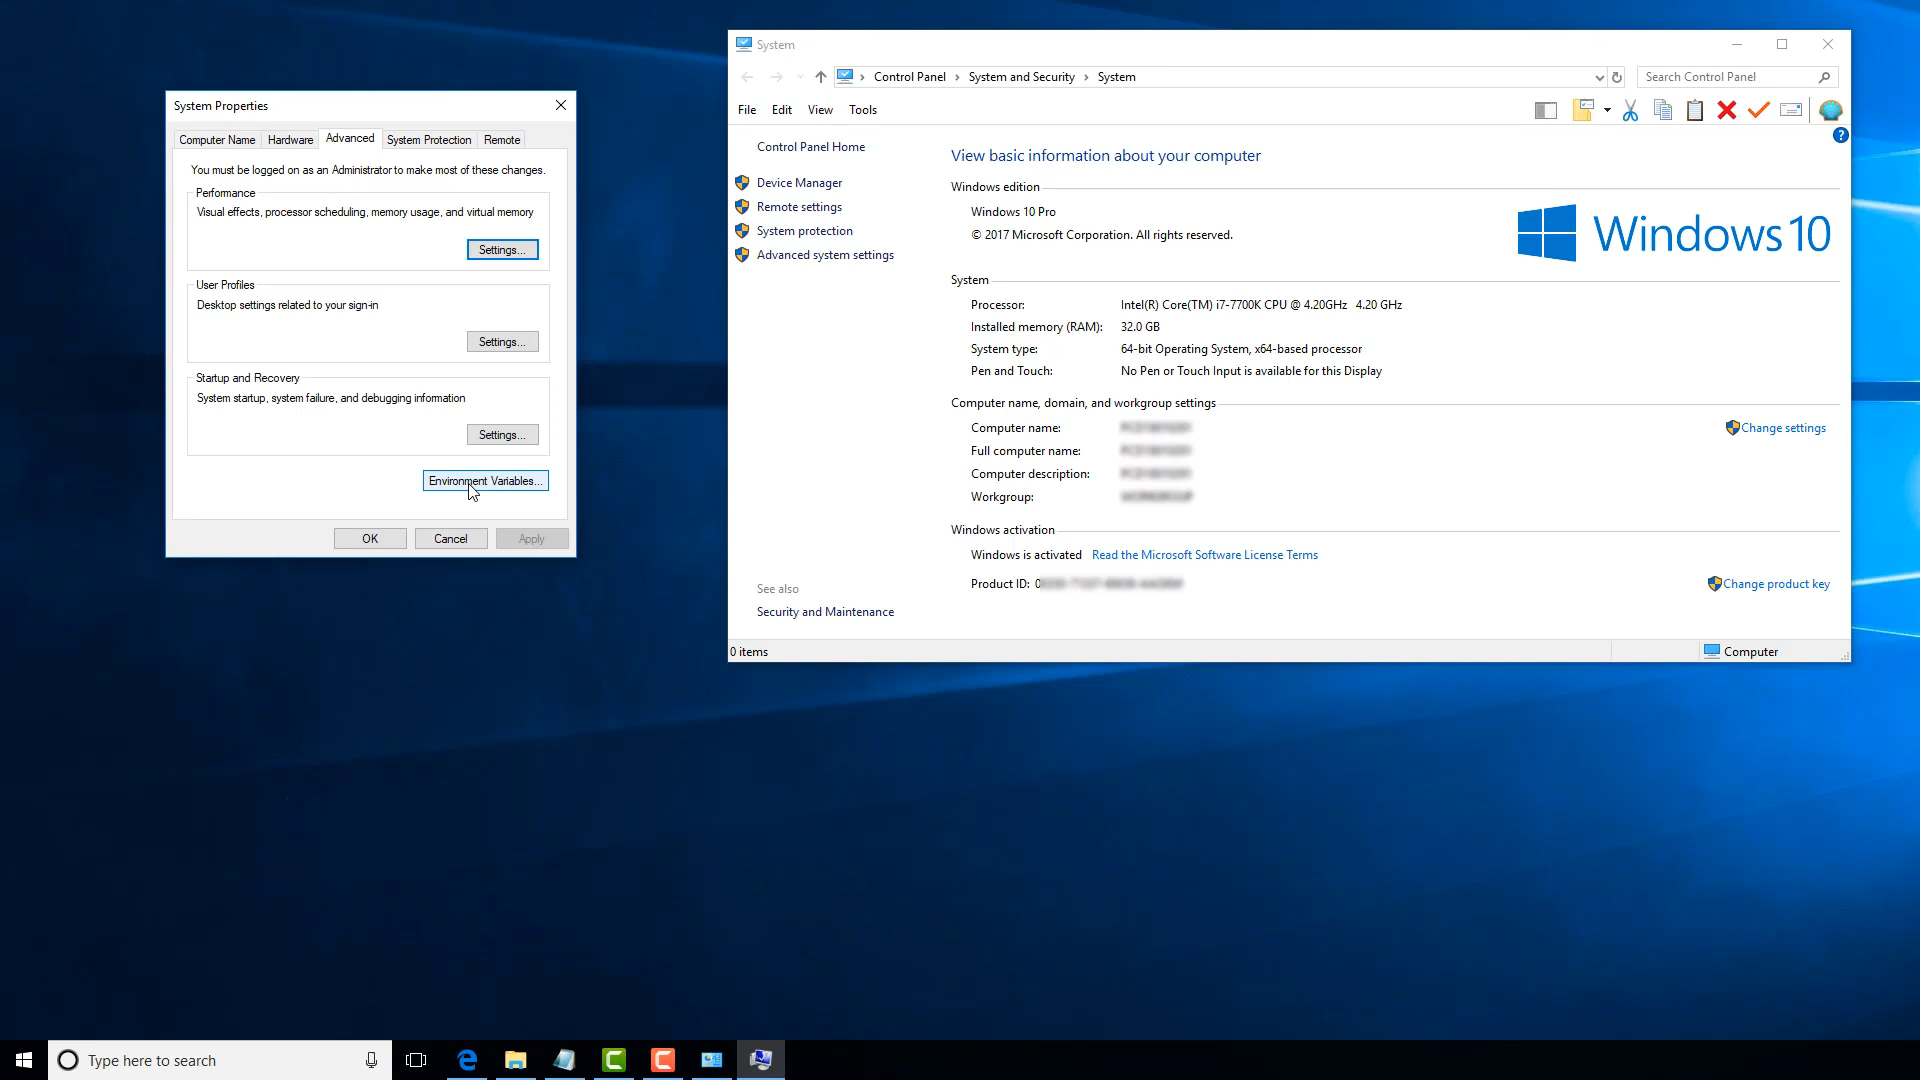 System Properties
Computer Name
Hardware
Advanced
System Protection
Remote
You must be logged on as an Administrator to make most of these changes.
Performance
Visual effects, processor scheduling, memory usage, and virtual memory
Settings...
User Profiles
Desktop settings related to your sign-in
Settings...
Startup and Recovery
System startup, system failure, and debugging information
Settings...
Environment Variables...
OK
Cancel
Apply
System
Control Panel
System and Security
System
Search Control Panel
File
Edit
View
Tools
Control Panel Home
Device Manager
Remote settings
System protection
Advanced system settings
See also
Security and Maintenance
View basic information about your computer
Windows edition
Windows 10 Pro
© 2017 Microsoft Corporation. All rights reserved.
Windows 10
System
Processor: Intel(R) Core(TM) i7-7700K CPU @ 4.20GHz 4.20 GHz
Installed memory (RAM): 32.0 GB
System type: 64-bit Operating System, x64-based processor
Pen and Touch: No Pen or Touch Input is available for this Display
Computer name, domain, and workgroup settings
Computer name:
Change settings
Full computer name:
Computer description:
Workgroup:
Windows activation
Windows is activated Read the Microsoft Software License Terms
Product ID:
Change product key
0 items
Computer
Type here to search